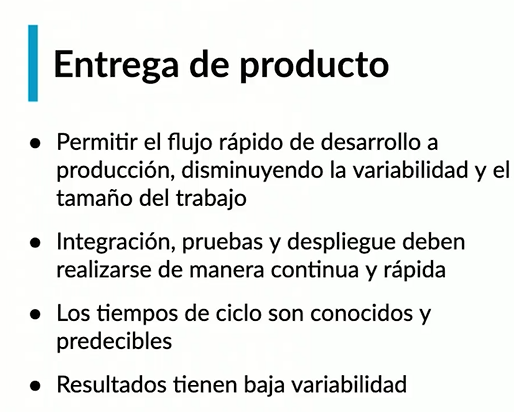 Entrega de producto
● Permitir el flujo rápido de desarrollo a
producción, disminuyendo la variabilidad y el
tamaño del trabajo
● Integración, pruebas y despliegue deben
realizarse de manera continua y rápida
● Los tiempos de ciclo son conocidos y
predecibles
● Resultados tienen baja variabilidad